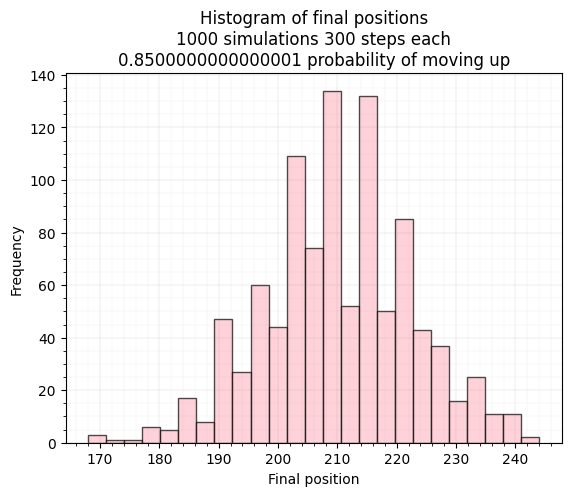 Histogram of final positions
1000 simulations 300 steps each
0.8500000000000001 probability of moving up
140
120
100
80
60
40
20
0
Frequency
170 180 190 200 210 220 230 240
Final position